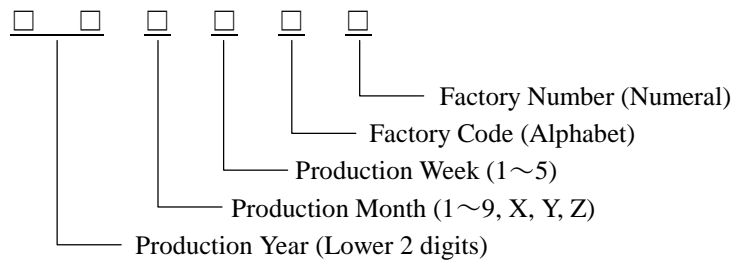 □ □ □ □ □ □
Factory Number (Numeral)
Factory Code (Alphabet)
Production Week (1～5)
Production Month (1～9, X, Y, Z)
Production Year (Lower 2 digits)